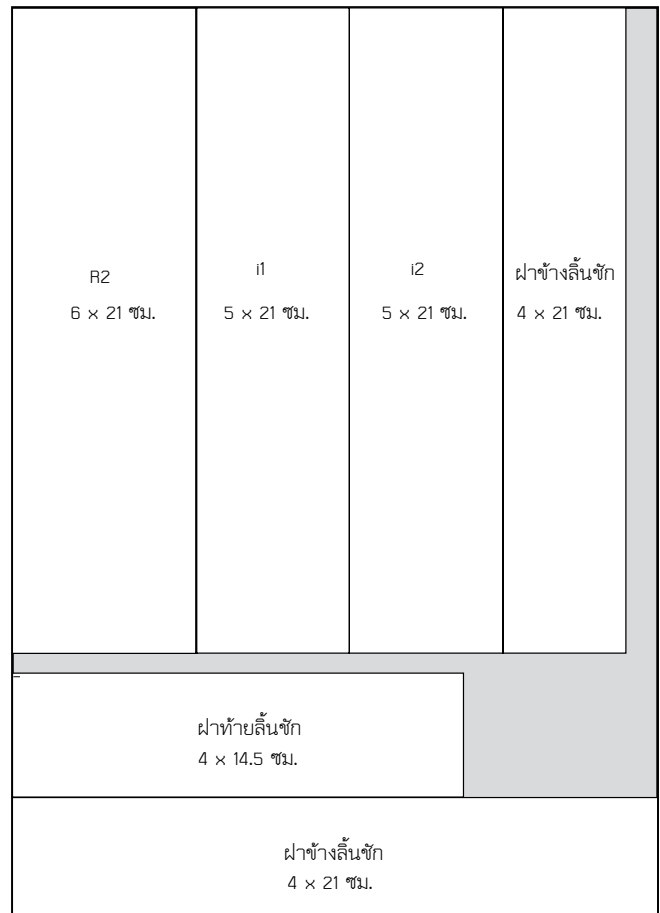 R2
6 × 21 ซม.
i1
5 × 21 ซม.
i2
5 × 21 ซม.
ฝาข้างลิ้นชัก
4 × 21 ซม.
ฝาท้ายลิ้นชัก
4 × 14.5 ซม.
ฝาข้างลิ้นชัก
4 × 21 ซม.